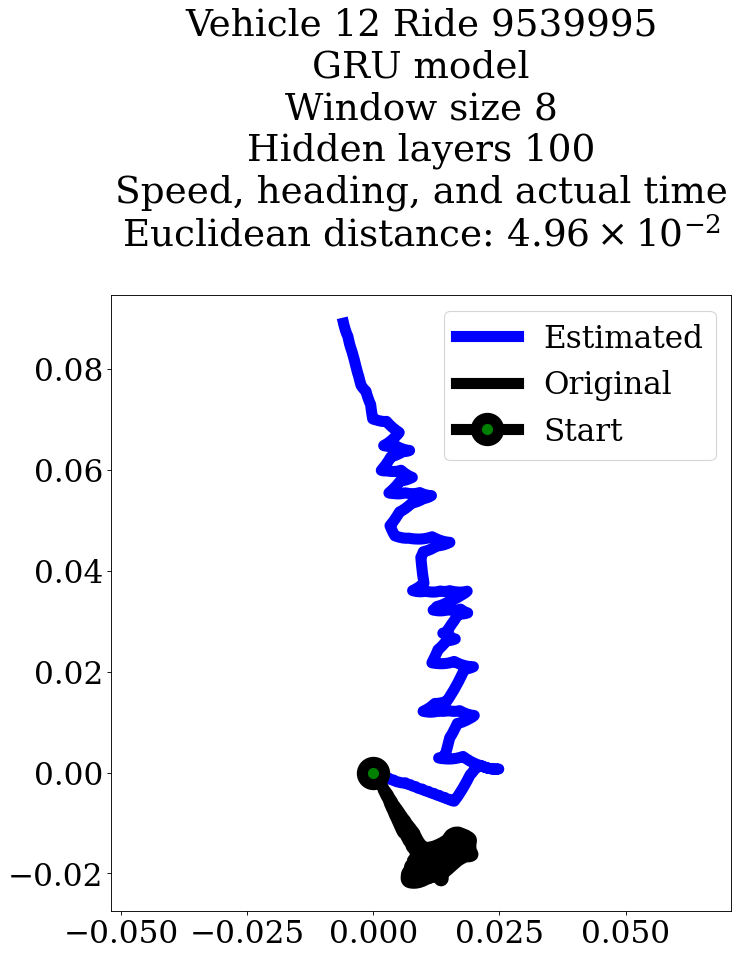 Vehicle 12 Ride 9539995
GRU model
Window size 8
Hidden layers 100
Speed, heading, and actual time
Euclidean distance: 4.96 × 10⁻²
Estimated
Original
Start
0.08
0.06
0.04
0.02
0.00
−0.02
−0.050 −0.025 0.000 0.025 0.050